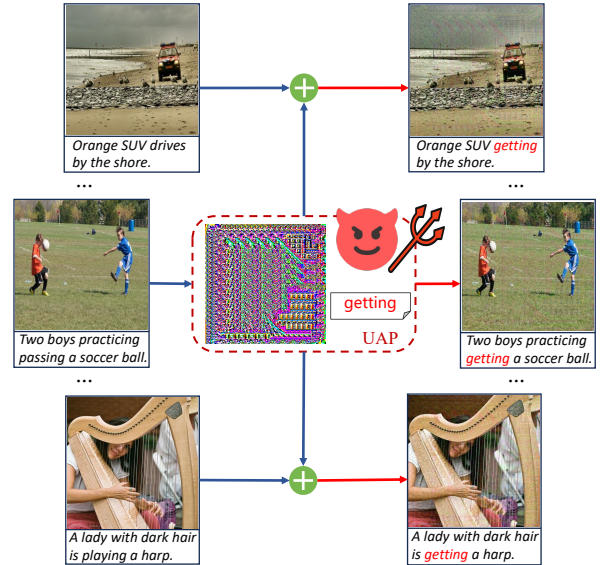 Orange SUV drives
by the shore.
Orange SUV getting
by the shore.
...
...
getting
UAP
Two boys practicing
passing a soccer ball.
Two boys practicing
getting a soccer ball.
...
...
A lady with dark hair
is playing a harp.
A lady with dark hair
is getting a harp.